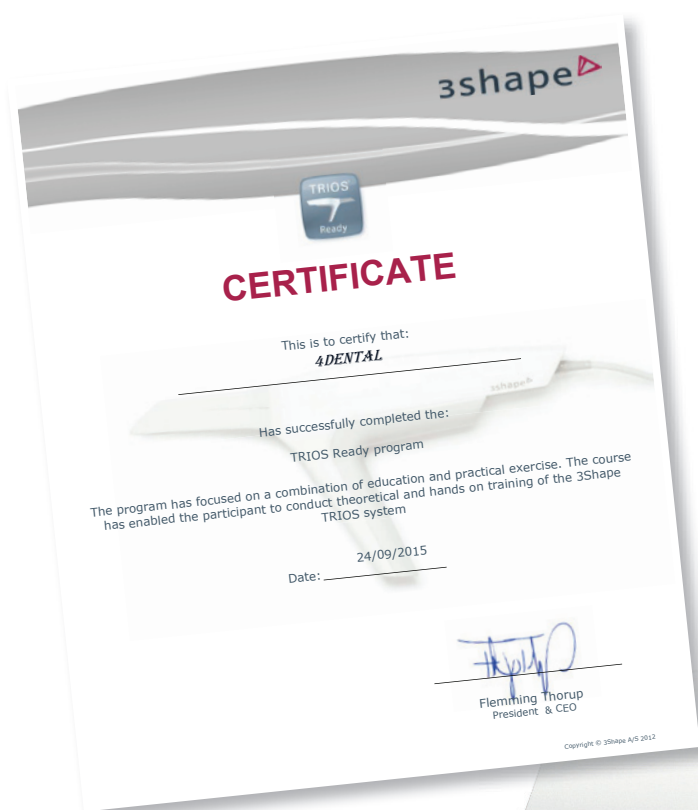 3shape
TRIOS
Ready
CERTIFICATE
This is to certify that:
4DENTAL
3shape
Has successfully completed the:
TRIOS Ready program
The program has focused on a combination of education and practical exercise. The course
has enabled the participant to conduct theoretical and hands on training of the 3Shape
TRIOS system
24/09/2015
Date:
Flemming Thorup
President & CEO
Copyright © 3Shape A/S 2012